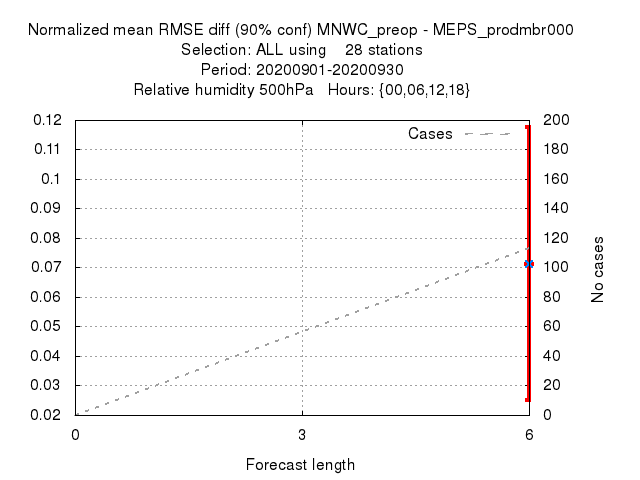 Normalized mean RMSE diff (90% conf) MNWC_preop - MEPS_prodmbr000
Selection: ALL using 28 stations
Period: 20200901-20200930
Relative humidity 500hPa Hours: {00,06,12,18}
Cases
0.12
0.11
0.1
0.09
0.08
0.07
0.06
0.05
0.04
0.03
0.02
200
180
160
140
120
100
80
60
40
20
0
No cases
0 3 6
Forecast length